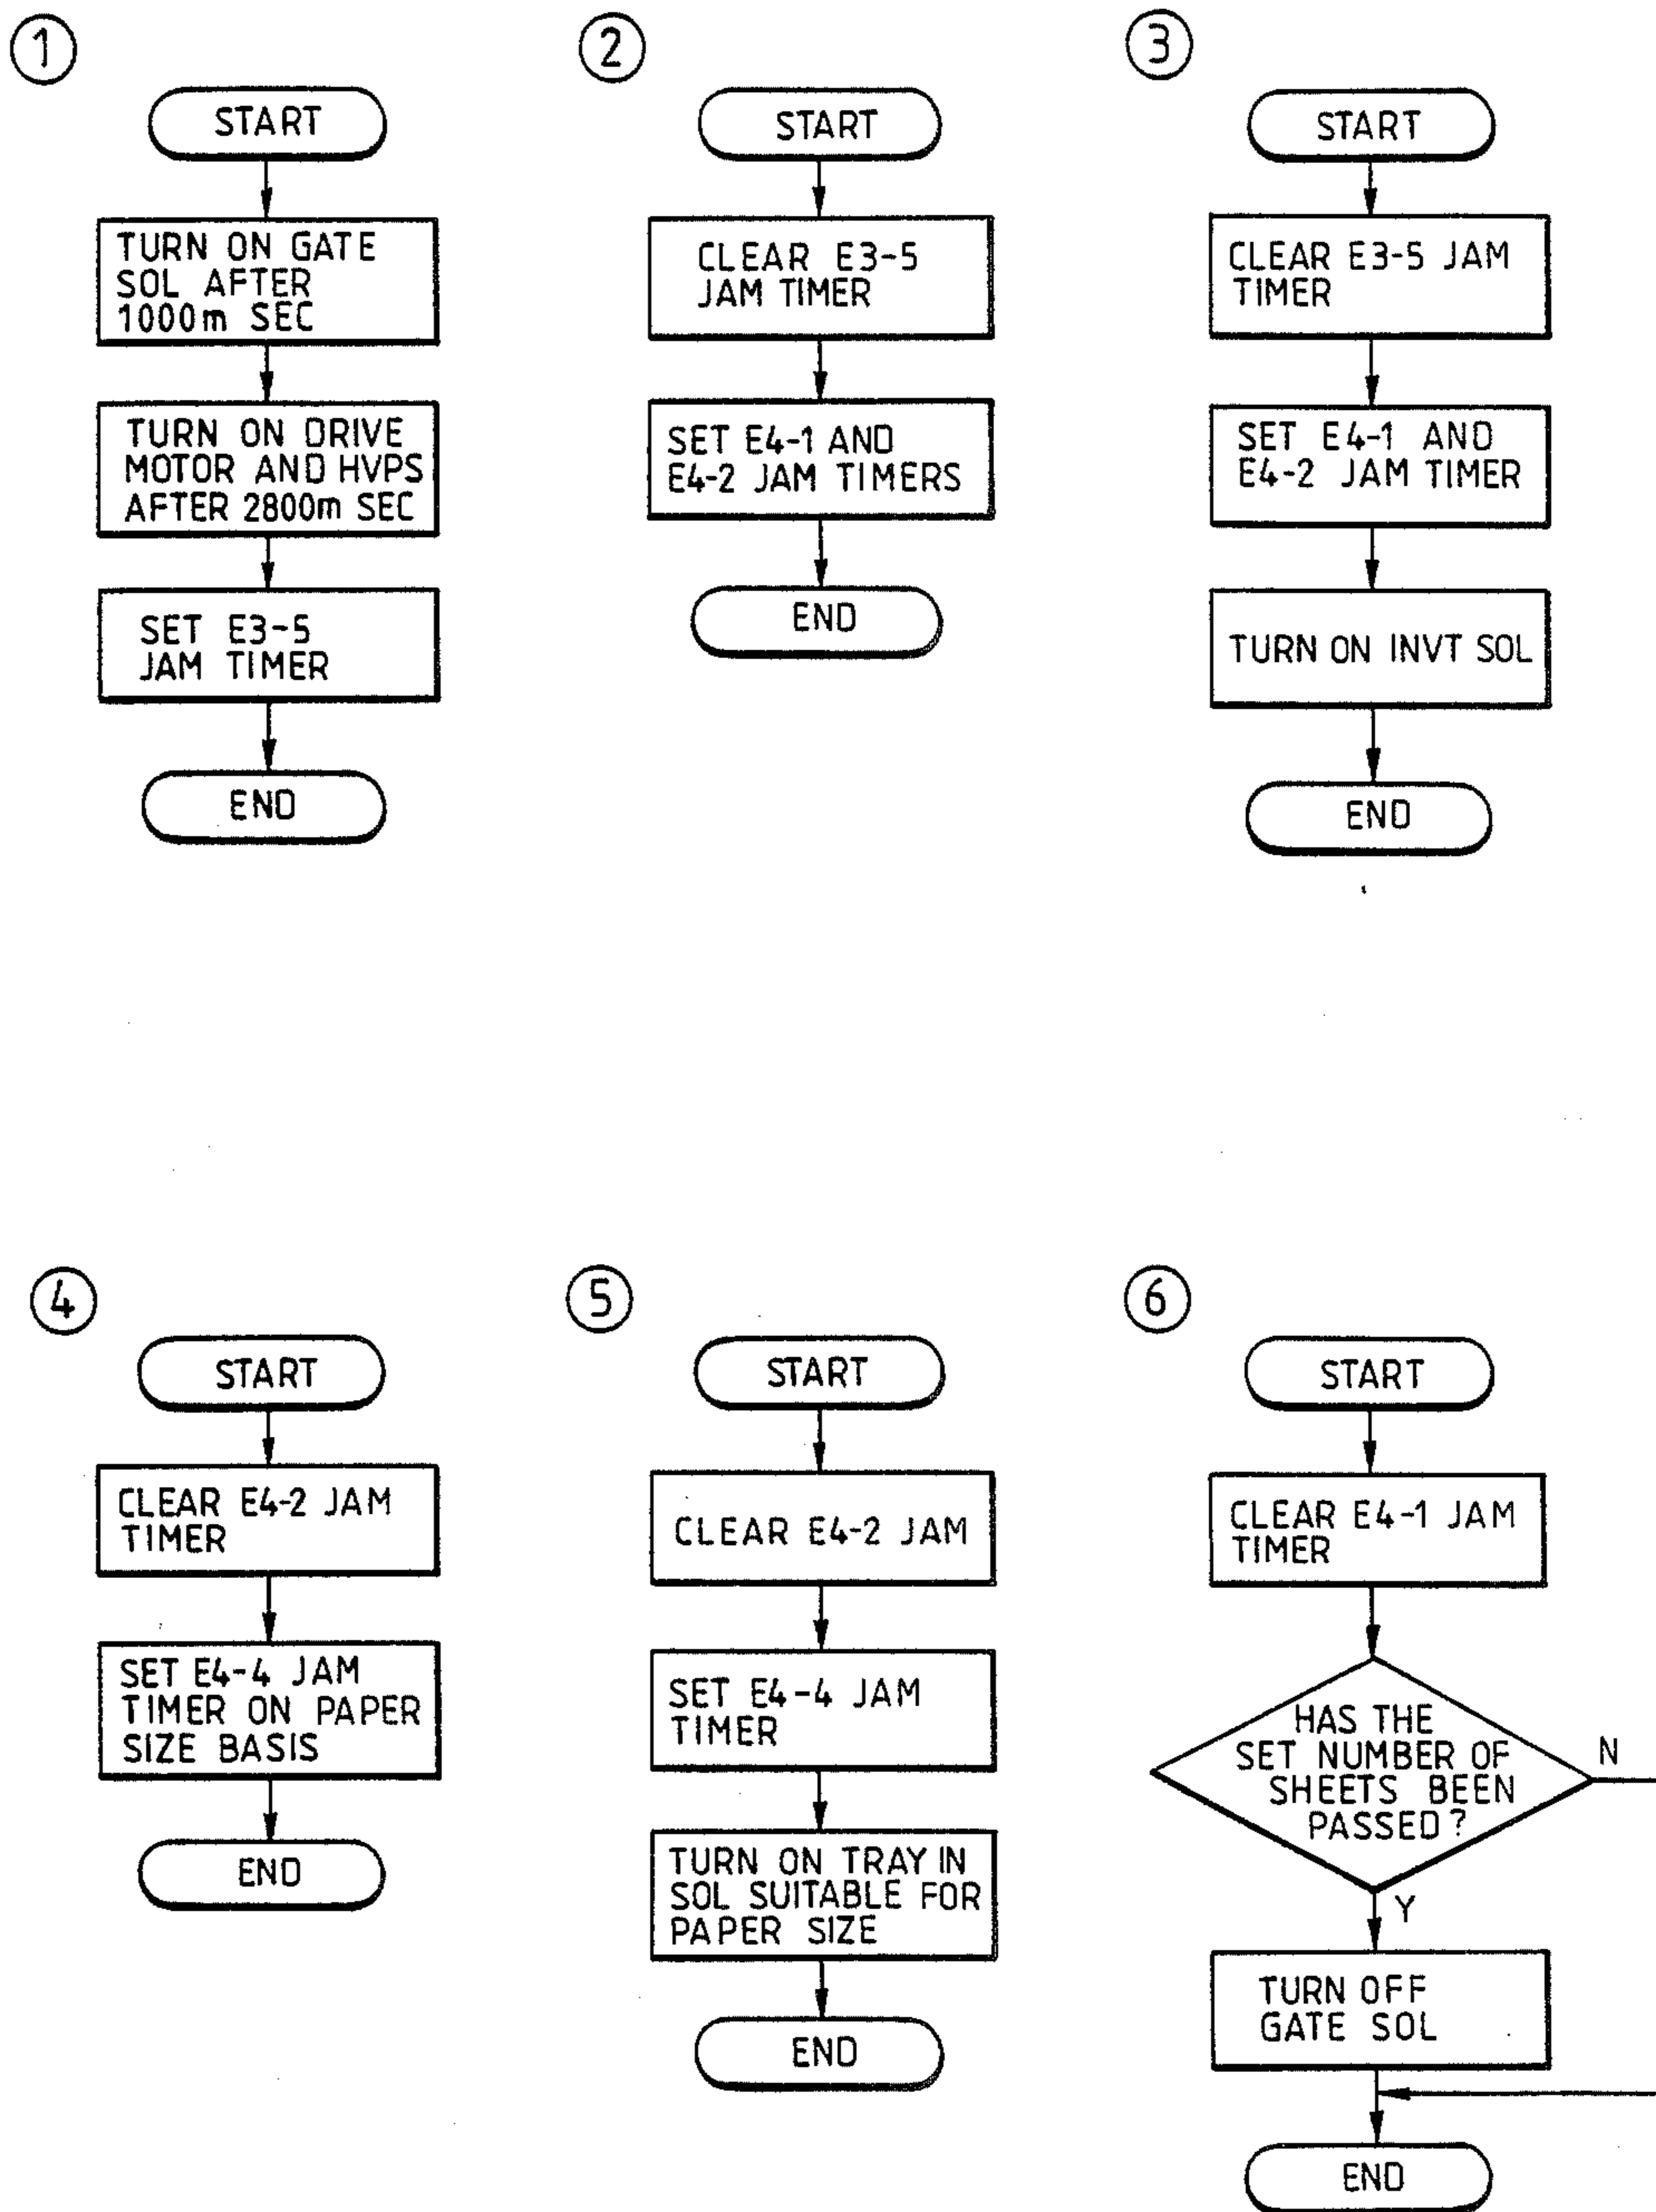 1
START
TURN ON GATE
SOL AFTER
1000m SEC
TURN ON DRIVE
MOTOR AND HVPS
AFTER 2800m SEC
SET E3-5
JAM TIMER
END
2
START
CLEAR E3-5
JAM TIMER
SET E4-1 AND
E4-2 JAM TIMERS
END
3
START
CLEAR E3-5 JAM
TIMER
SET E4-1 AND
E4-2 JAM TIMER
TURN ON INVT SOL
END
4
START
CLEAR E4-2 JAM
TIMER
SET E4-4 JAM
TIMER ON PAPER
SIZE BASIS
END
5
START
CLEAR E4-2 JAM
SET E4-4 JAM
TIMER
TURN ON TRAY IN
SOL SUITABLE FOR
PAPER SIZE
END
6
START
CLEAR E4-1 JAM
TIMER
HAS THE
SET NUMBER OF
SHEETS BEEN
PASSED?
N
Y
TURN OFF
GATE SOL
END